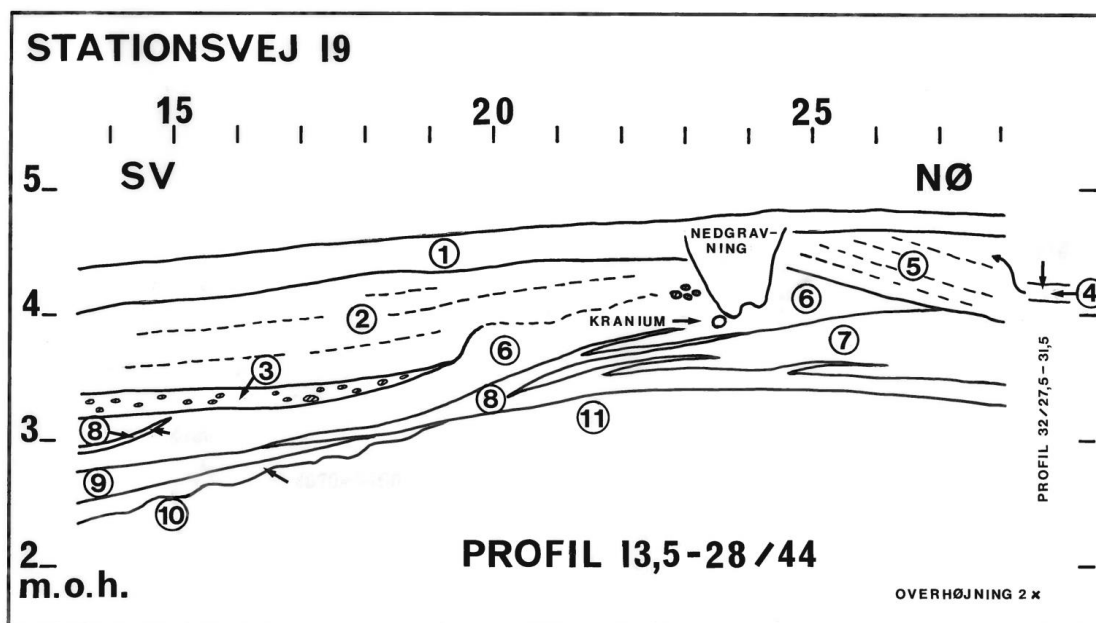 STATIONSVEJ 19
15 20 25
5 SV NØ
NEDGRAV-
NING
1
5
4
4
2
6
6
KRANIUM
7
3
8
8
11
3
9
10
PROFIL 32/27,5-31,5
2
PROFIL 13,5-28/44
m.o.h.
OVERHØJNING 2 x